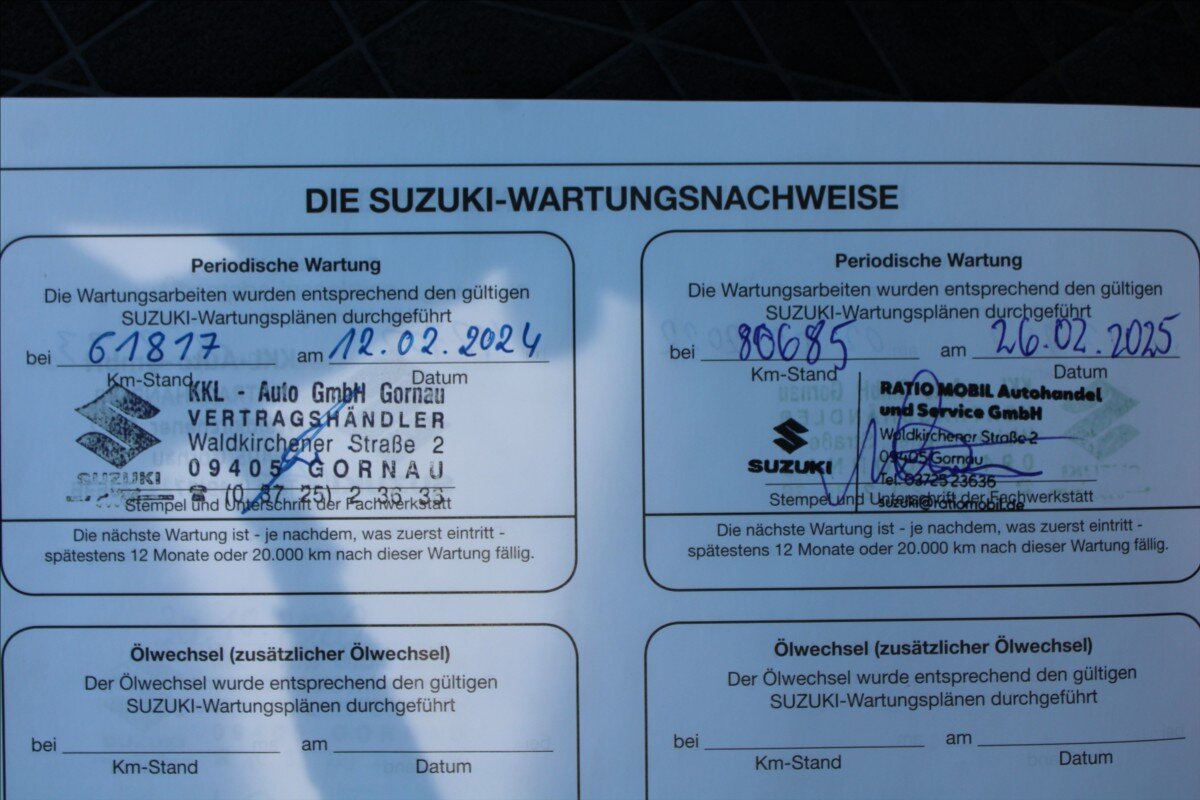 DIE SUZUKI-WARTUNGSNACHWEISE
Periodische Wartung
Die Wartungsarbeiten wurden entsprechend den gültigen
SUZUKI-Wartungsplänen durchgeführt
bei 61817 am 12.02.2024
Km-Stand Datum
KKL - Auto GmbH Gornau
VERTRAGSHÄNDLER
Waldkirchener Straße 2
09405 GORNAU
SUZUKI
☎ (0 37 25) 2 36 36
Stempel und Unterschrift der Fachwerkstatt
Die nächste Wartung ist - je nachdem, was zuerst eintritt -
spätestens 12 Monate oder 20.000 km nach dieser Wartung fällig.
Periodische Wartung
Die Wartungsarbeiten wurden entsprechend den gültigen
SUZUKI-Wartungsplänen durchgeführt
bei 80685 am 26.02.2025
Km-Stand Datum
RATIO MOBIL Autohandel
und Service GmbH
Waldkirchener Straße 2
09405 Gornau
SUZUKI
Tel. 03725 23636
Stempel und Unterschrift der Fachwerkstatt
suzuki@ratiomobil.de
Die nächste Wartung ist - je nachdem, was zuerst eintritt -
spätestens 12 Monate oder 20.000 km nach dieser Wartung fällig.
Ölwechsel (zusätzlicher Ölwechsel)
Der Ölwechsel wurde entsprechend den gültigen
SUZUKI-Wartungsplänen durchgeführt
bei am
Km-Stand Datum
Ölwechsel (zusätzlicher Ölwechsel)
Der Ölwechsel wurde entsprechend den gültigen
SUZUKI-Wartungsplänen durchgeführt
bei am
Km-Stand Datum